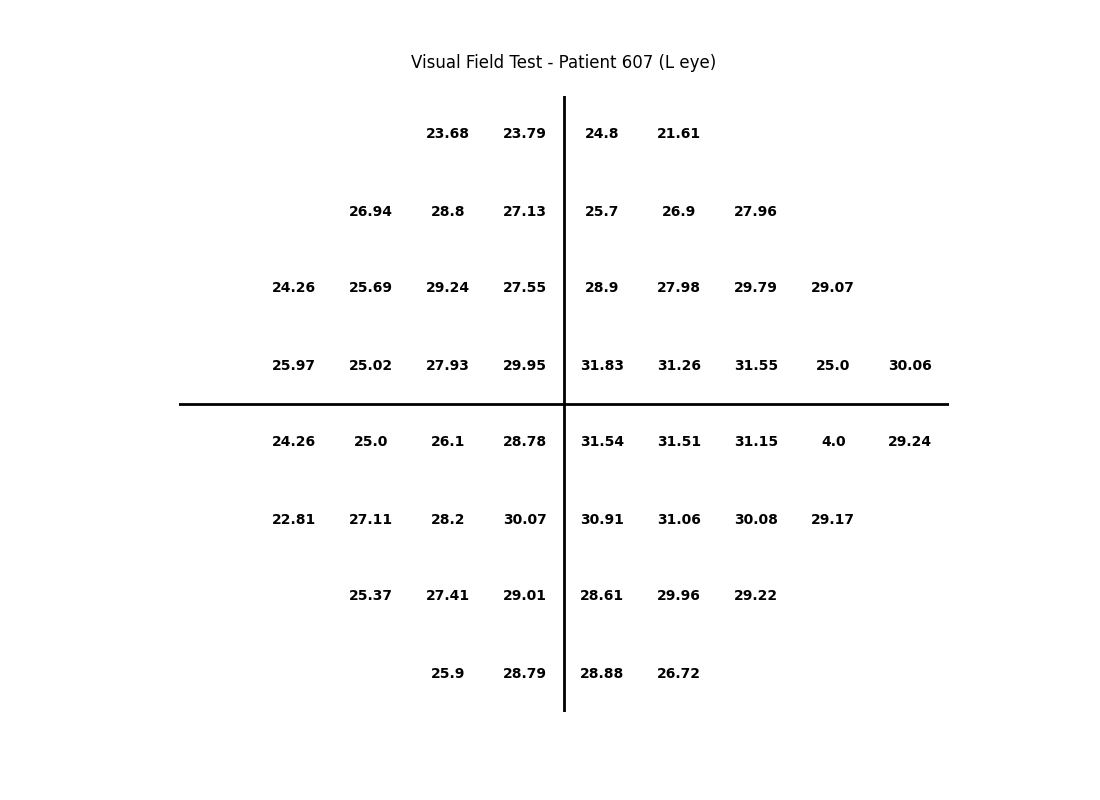 Visual Field Test - Patient 607 (L eye)
23.68 23.79 24.8 21.61
26.94 28.8 27.13 25.7 26.9 27.96
24.26 25.69 29.24 27.55 28.9 27.98 29.79 29.07
25.97 25.02 27.93 29.95 31.83 31.26 31.55 25.0 30.06
24.26 25.0 26.1 28.78 31.54 31.51 31.15 4.0 29.24
22.81 27.11 28.2 30.07 30.91 31.06 30.08 29.17
25.37 27.41 29.01 28.61 29.96 29.22
25.9 28.79 28.88 26.72